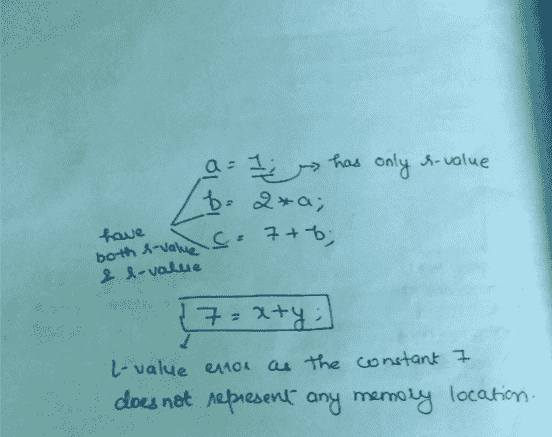 a = 1; → has only r-value
b = 2*a;
c = 7+b;
have
both r-value
& l-value
7 = x+y;
l-value error as the constant 7
does not represent any memory location.